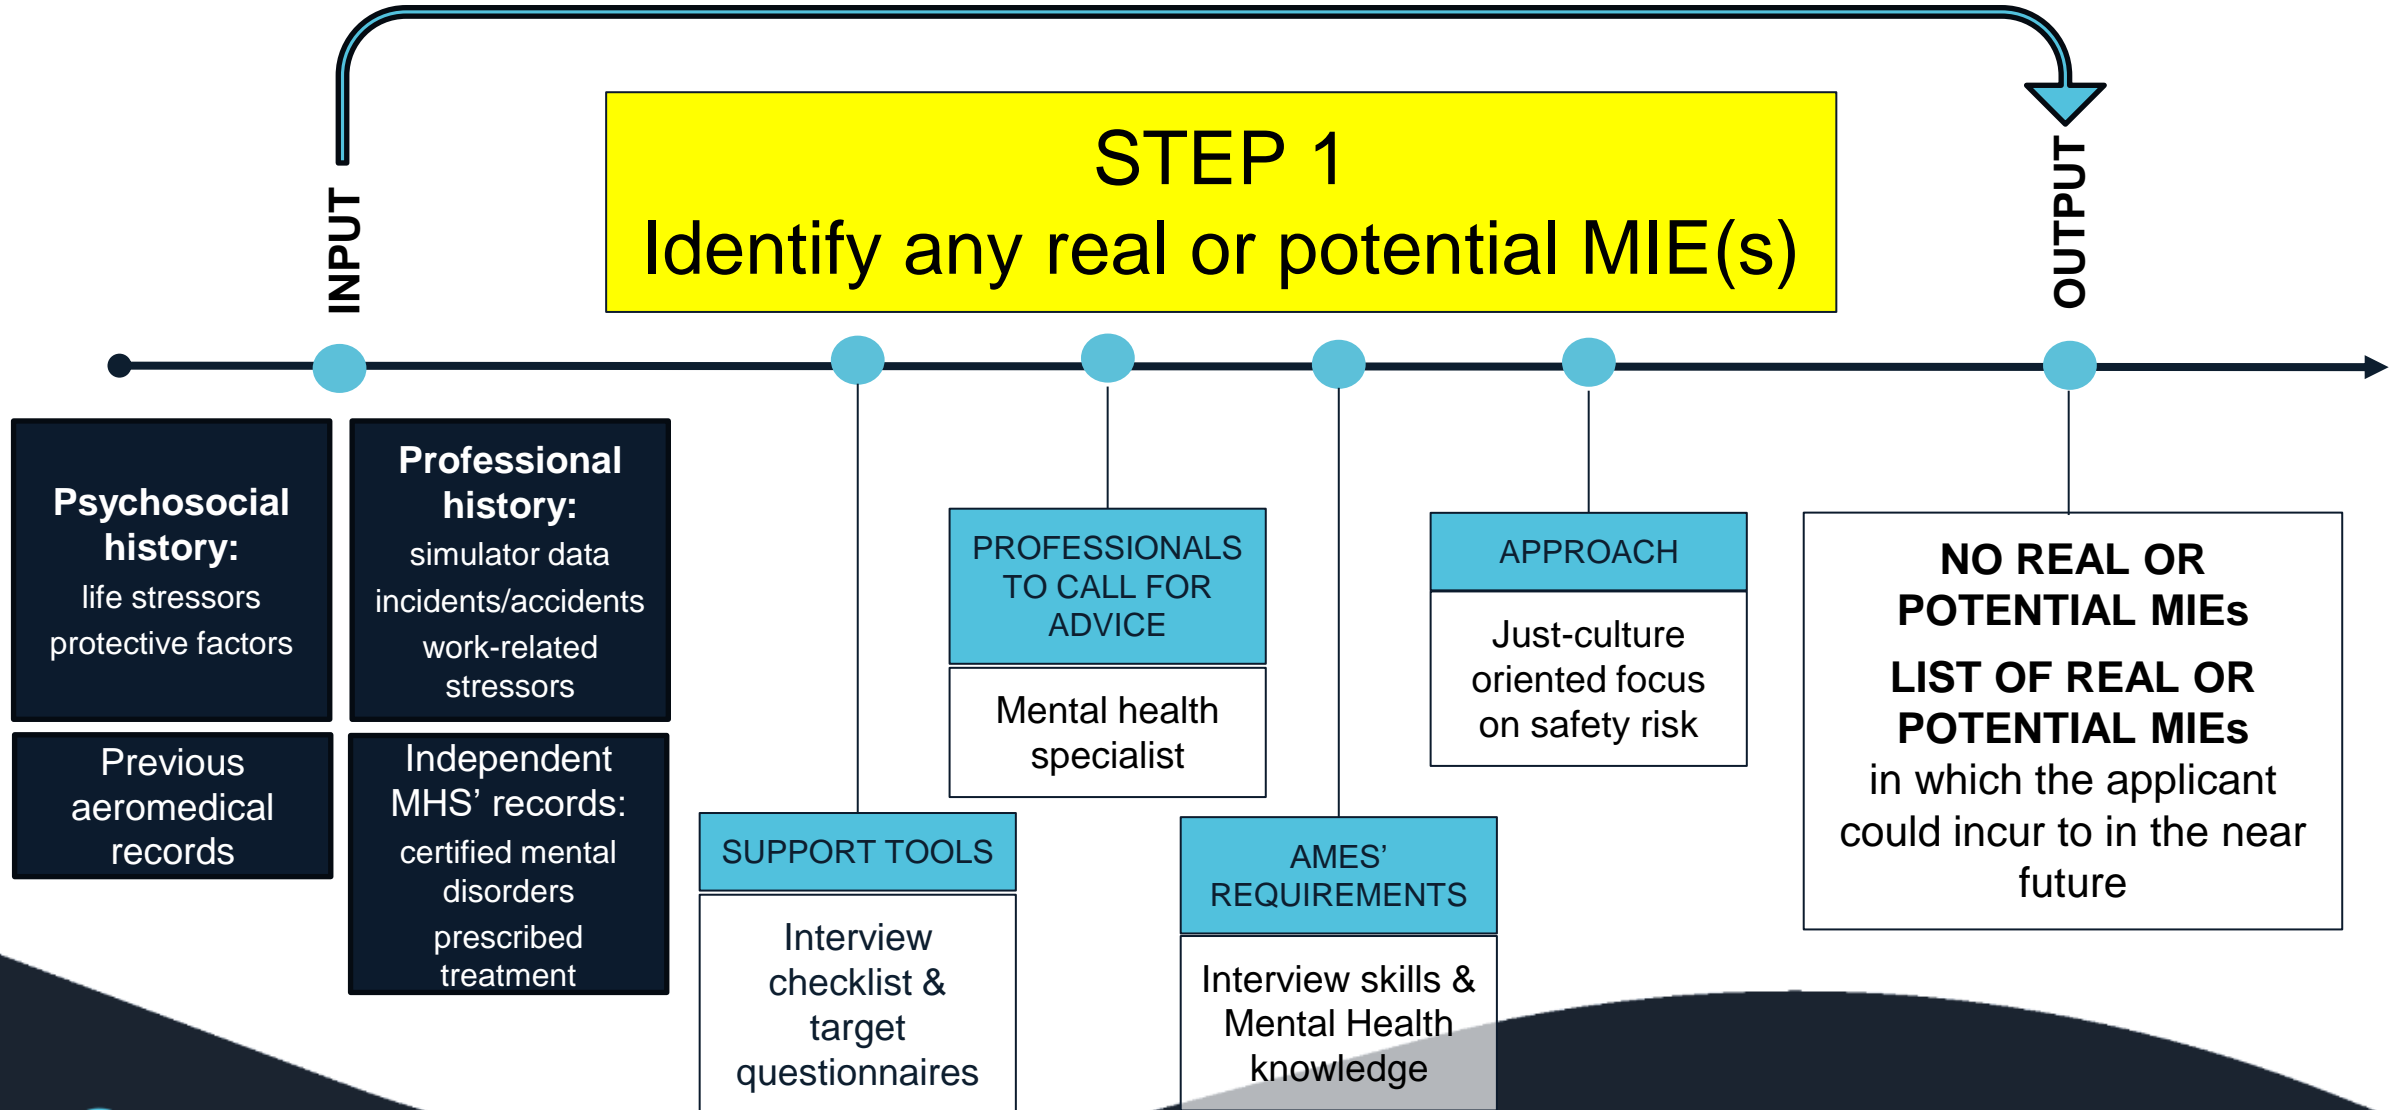 INPUT
STEP 1
Identify any real or potential MIE(s)
OUTPUT
Psychosocial
history:
life stressors
protective factors
Professional
history:
simulator data
incidents/accidents
work-related
stressors
Previous
aeromedical
records
Independent
MHS' records:
certified mental
disorders
prescribed
treatment
SUPPORT TOOLS
Interview
checklist &
target
questionnaires
PROFESSIONALS
TO CALL FOR
ADVICE
Mental health
specialist
AMES’
REQUIREMENTS
Interview skills &
Mental Health
knowledge
APPROACH
Just-culture
oriented focus
on safety risk
NO REAL OR
POTENTIAL MIEs
LIST OF REAL OR
POTENTIAL MIEs
in which the applicant
could incur to in the near
future